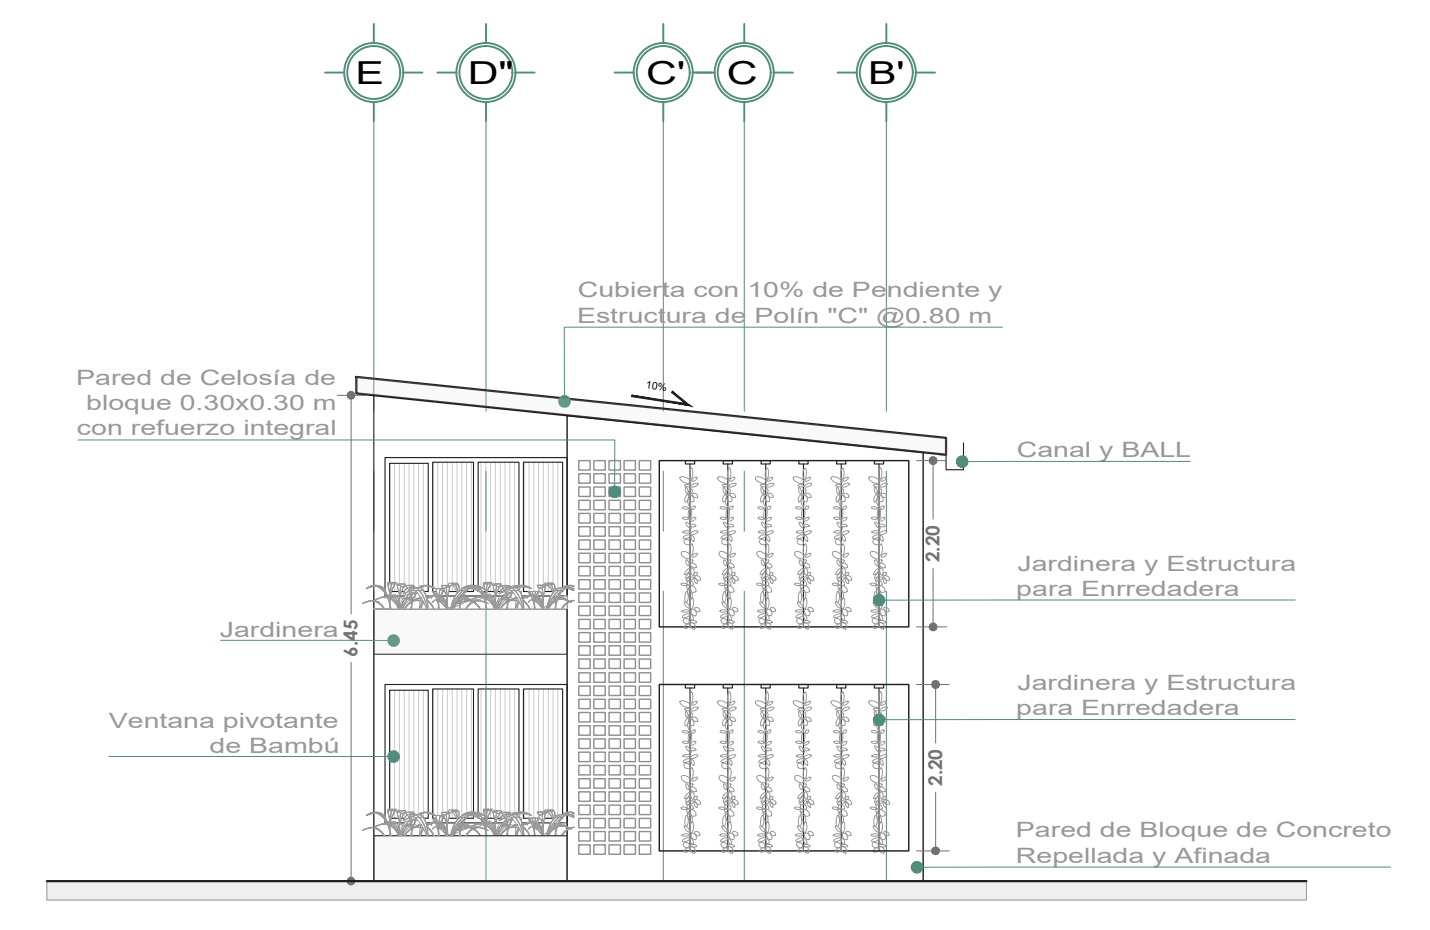 E D" C' C B'
Cubierta con 10% de Pendiente y
Estructura de Polín "C" @0.80 m
Pared de Celosía de
bloque 0.30x0.30 m
con refuerzo integral
10%
Canal y BALL
2.20
Jardinera y Estructura
para Enrredadera
Jardinera
6.45
Jardinera y Estructura
para Enrredadera
Ventana pivotante
de Bambú
2.20
Pared de Bloque de Concreto
Repellada y Afinada